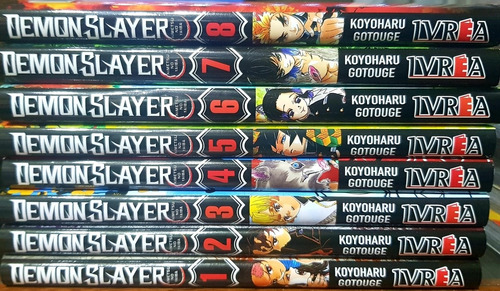 DEMON SLAYER 8 KOYOHARU GOTOUGE IVREA
DEMON SLAYER 7 KOYOHARU GOTOUGE IVREA
DEMON SLAYER 6 KOYOHARU GOTOUGE IVREA
DEMON SLAYER 5 KOYOHARU GOTOUGE IVREA
DEMON SLAYER 4 KOYOHARU GOTOUGE IVREA
DEMON SLAYER 3 KOYOHARU GOTOUGE IVREA
DEMON SLAYER 2 KOYOHARU GOTOUGE IVREA
DEMON SLAYER 1 KOYOHARU GOTOUGE IVREA